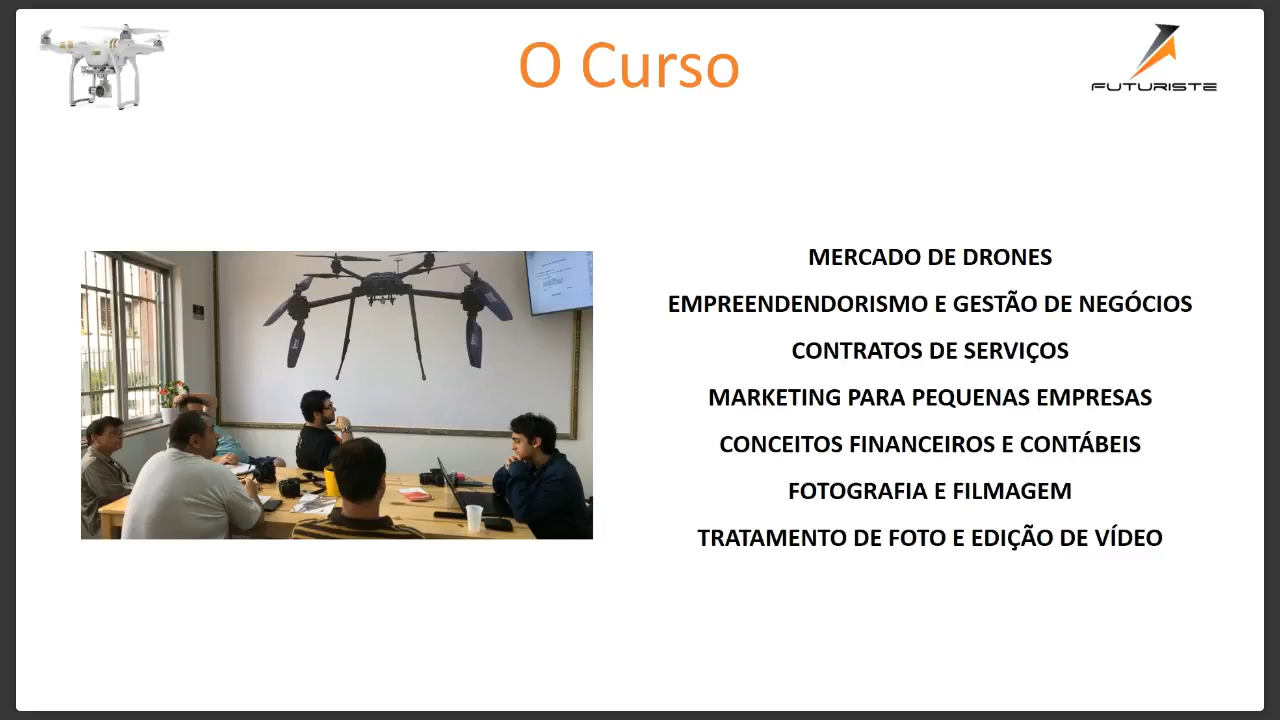 O Curso
FUTURISTE
MERCADO DE DRONES
EMPREENDENDORISMO E GESTÃO DE NEGÓCIOS
CONTRATOS DE SERVIÇOS
MARKETING PARA PEQUENAS EMPRESAS
CONCEITOS FINANCEIROS E CONTÁBEIS
FOTOGRAFIA E FILMAGEM
TRATAMENTO DE FOTO E EDIÇÃO DE VÍDEO